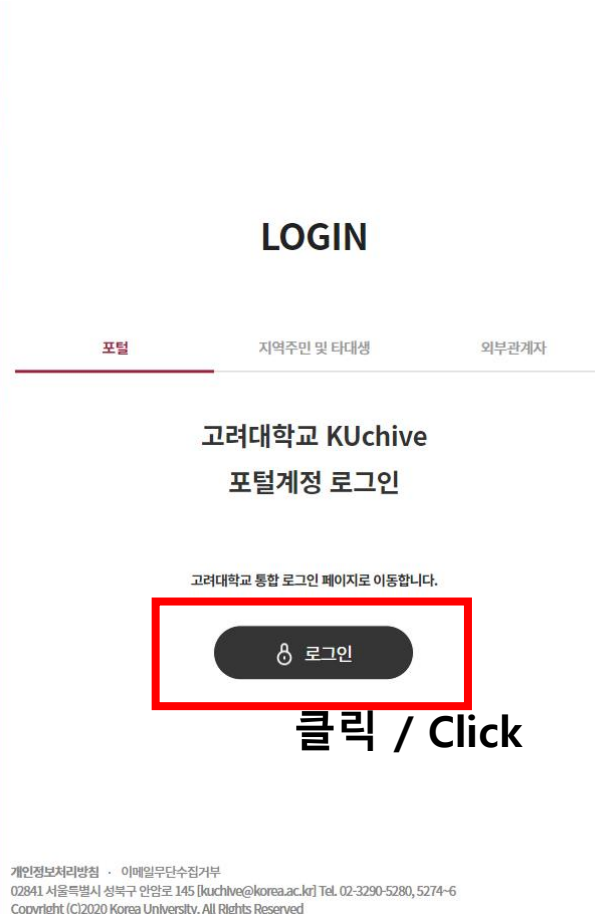 LOGIN
포털 지역주민 및 타대생 외부관계자
고려대학교 KUchive
포털계정 로그인
고려대학교 통합 로그인 페이지로 이동합니다.
로그인
클릭 / Click
개인정보처리방침 · 이메일무단수집거부
02841 서울특별시 성북구 안암로 145 [kuchive@korea.ac.kr] Tel. 02-3290-5280, 5274~6
Copyright (C)2020 Korea University. All Rights Reserved